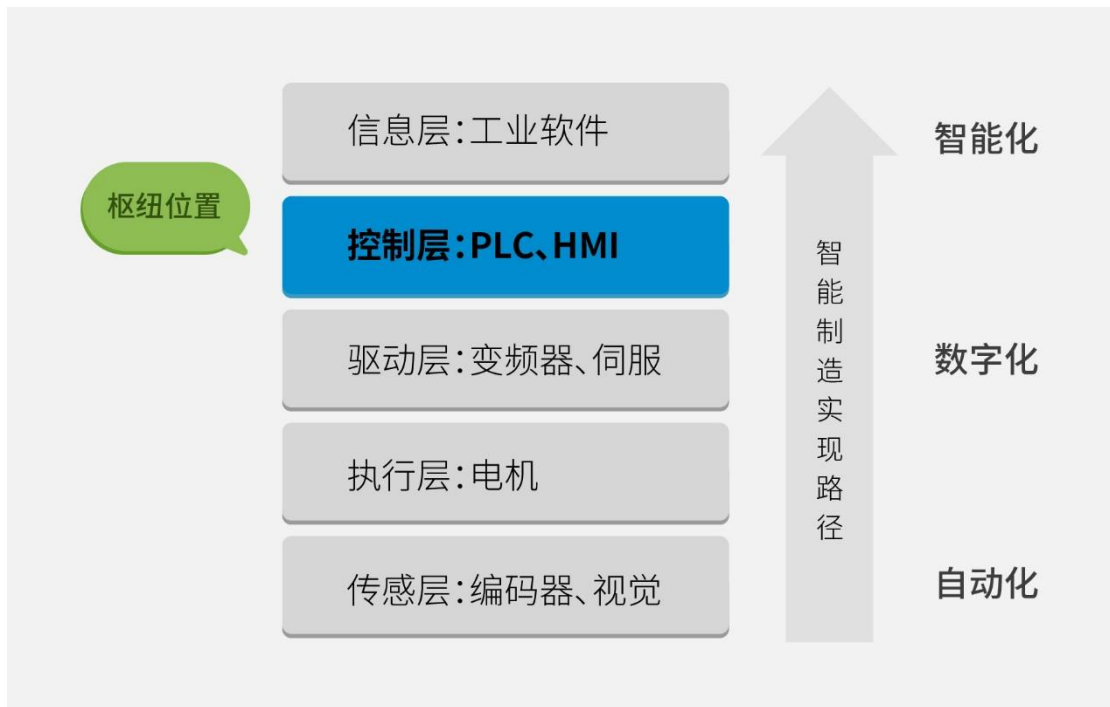 信息层：工业软件
智能化
枢纽位置
控制层：PLC、HMI
智能制造实现路径
驱动层：变频器、伺服
数字化
执行层：电机
传感层：编码器、视觉
自动化